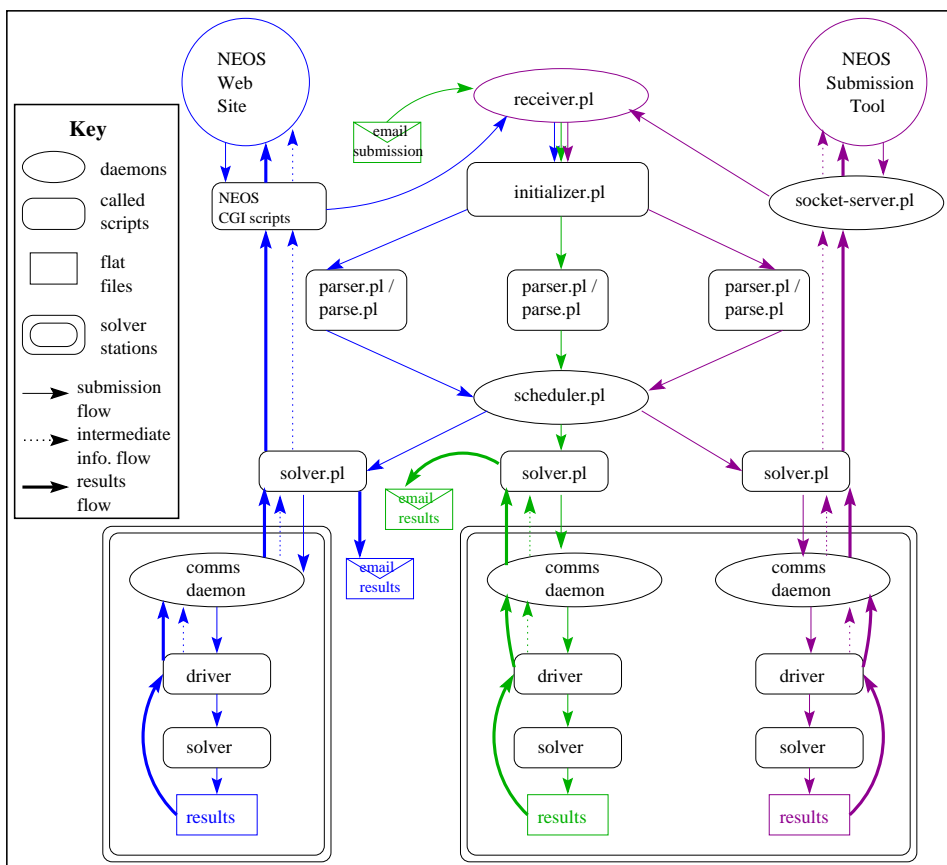 NEOS
Web
Site
NEOS
Submission
Tool
receiver.pl
email
submission
Key
daemons
called
scripts
flat
files
solver
stations
submission
flow
intermediate
info. flow
results
flow
NEOS
CGI scripts
initializer.pl
socket-server.pl
parser.pl /
parse.pl
parser.pl /
parse.pl
parser.pl /
parse.pl
scheduler.pl
solver.pl
solver.pl
solver.pl
email
results
email
results
comms
daemon
comms
daemon
comms
daemon
driver
driver
driver
solver
solver
solver
results
results
results